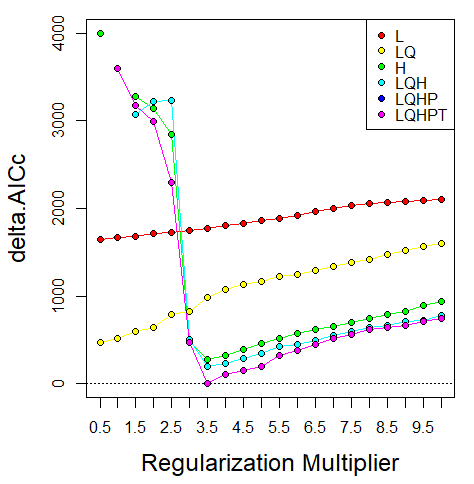 L
LQ
H
LQH
LQHP
LQHPT
delta.AICc
4000
3000
2000
1000
0
0.5 1.5 2.5 3.5 4.5 5.5 6.5 7.5 8.5 9.5
Regularization Multiplier